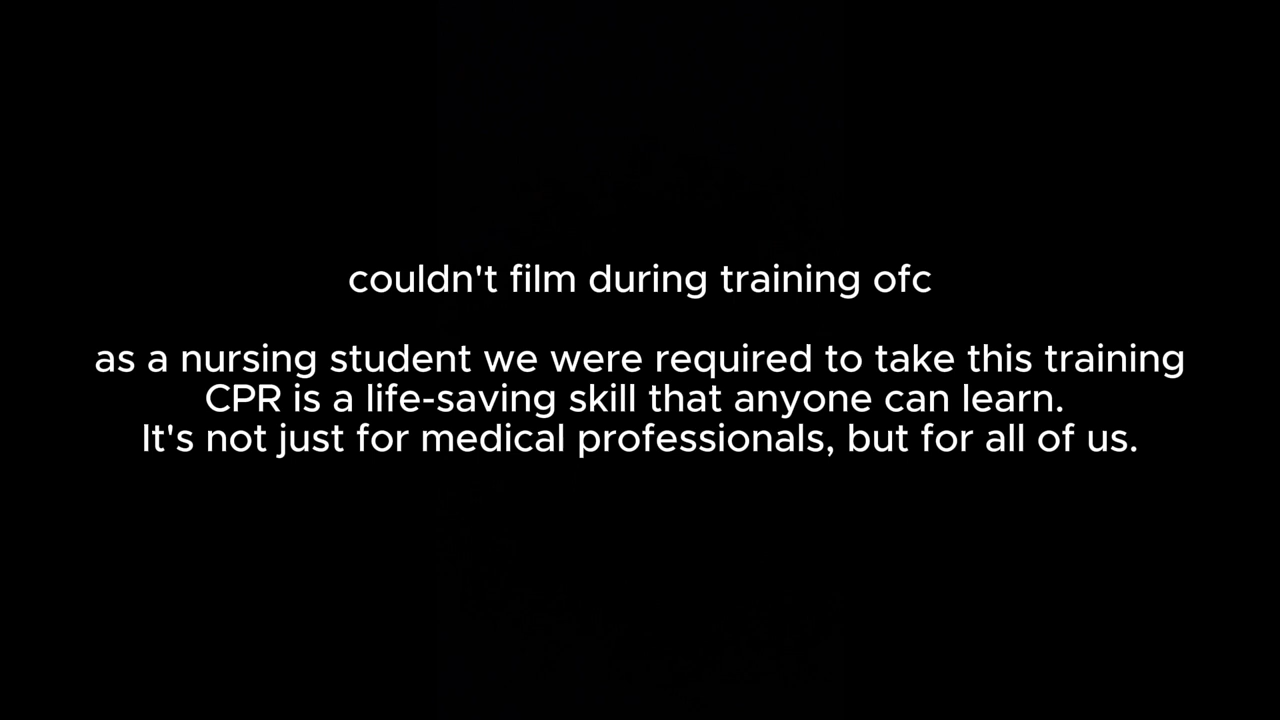 couldn't film during training ofc
as a nursing student we were required to take this training
CPR is a life-saving skill that anyone can learn.
It's not just for medical professionals, but for all of us.